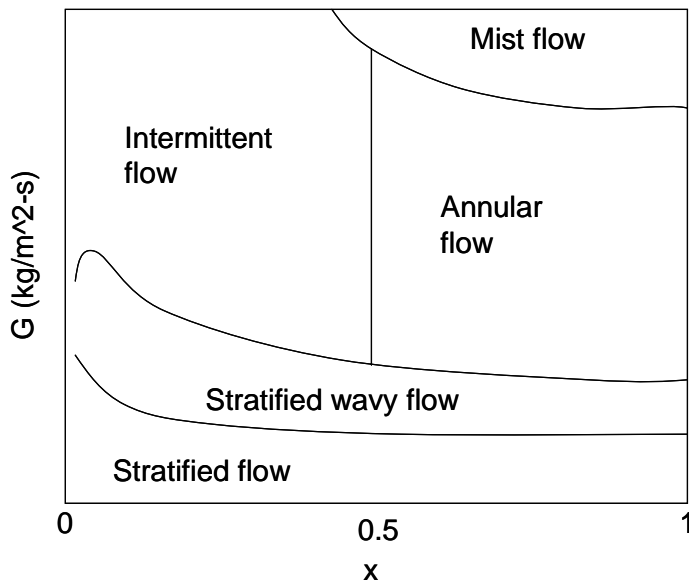 Mist flow
Intermittent
flow
Annular
flow
G (kg/m^2-s)
Stratified wavy flow
Stratified flow
0
0.5
1
x